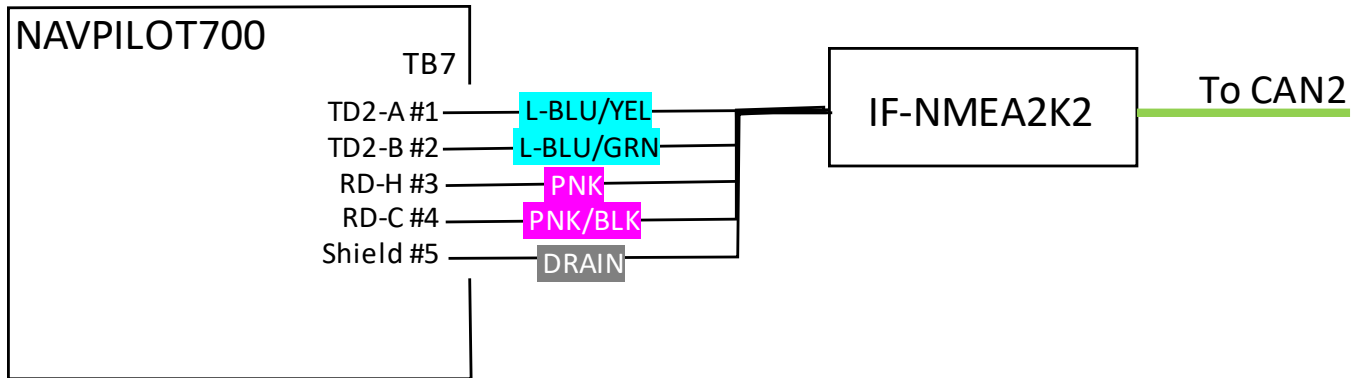 NAVPILOT700
TB7
TD2-A #1 L-BLU/YEL
TD2-B #2 L-BLU/GRN
RD-H #3 PNK
RD-C #4 PNK/BLK
Shield #5 DRAIN
IF-NMEA2K2
To CAN2